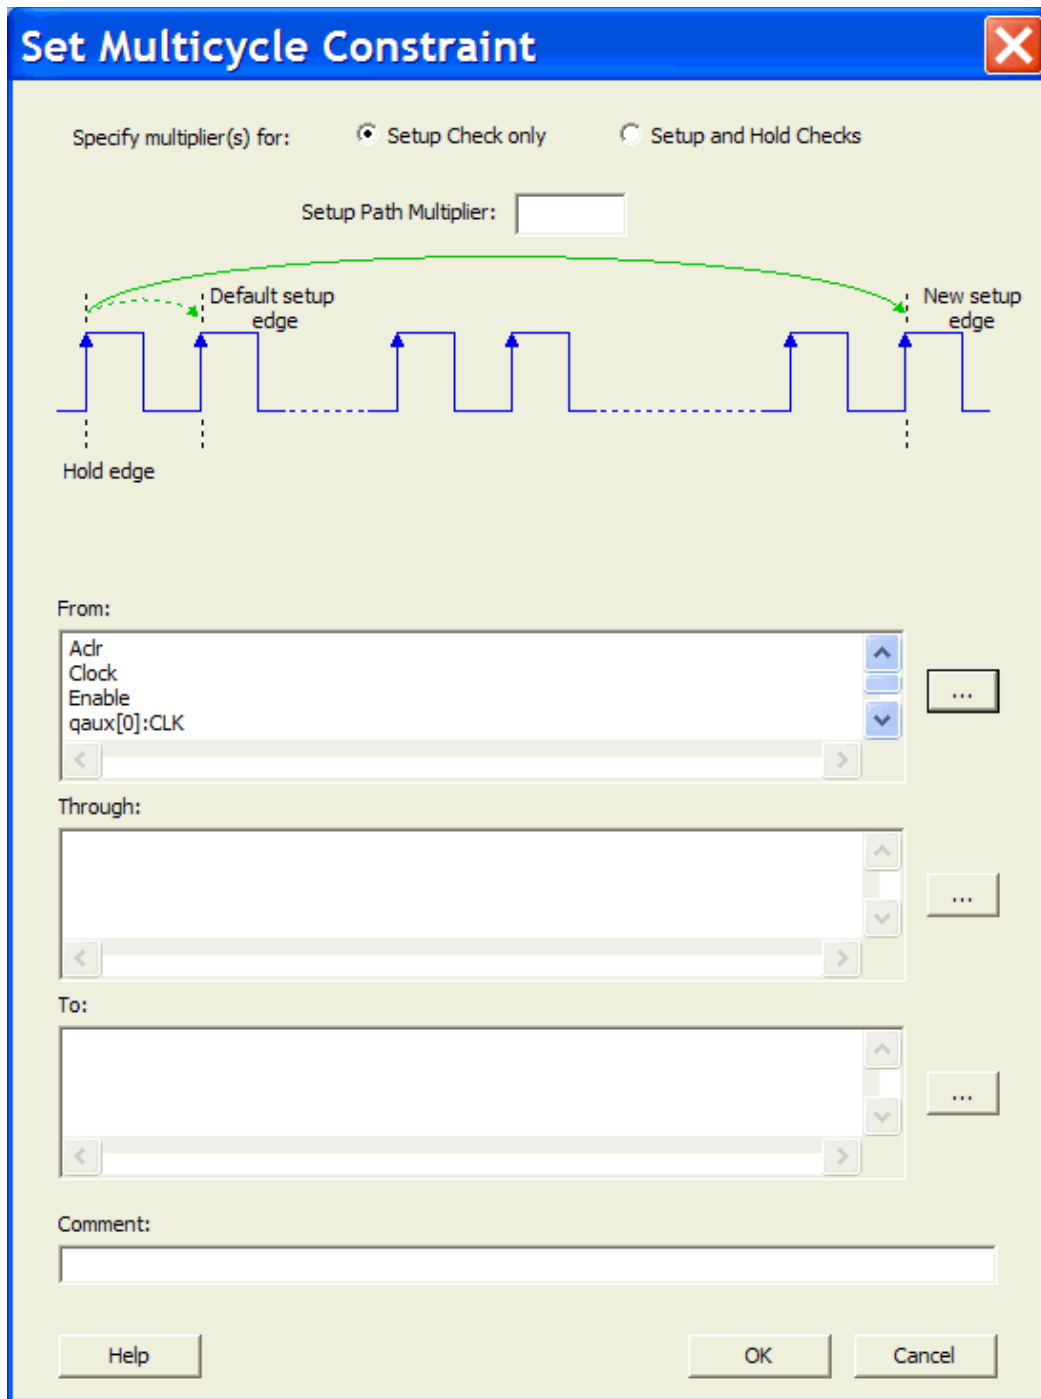 Set Multicycle Constraint
Specify multiplier(s) for: Setup Check only Setup and Hold Checks
Setup Path Multiplier:
Default setup edge
New setup edge
Hold edge
From:
Aclr
Clock
Enable
qaux[0]:CLK
...
Through:
...
To:
...
Comment:
Help OK Cancel